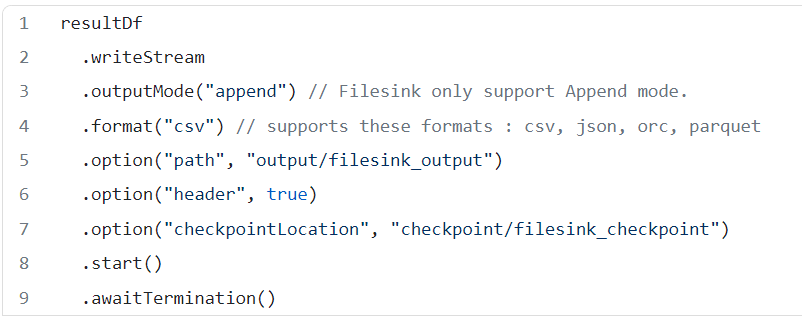 1 resultDf
2 .writeStream
3 .outputMode("append") // Filesink only support Append mode.
4 .format("csv") // supports these formats : csv, json, orc, parquet
5 .option("path", "output/filesink_output")
6 .option("header", true)
7 .option("checkpointLocation", "checkpoint/filesink_checkpoint")
8 .start()
9 .awaitTermination()